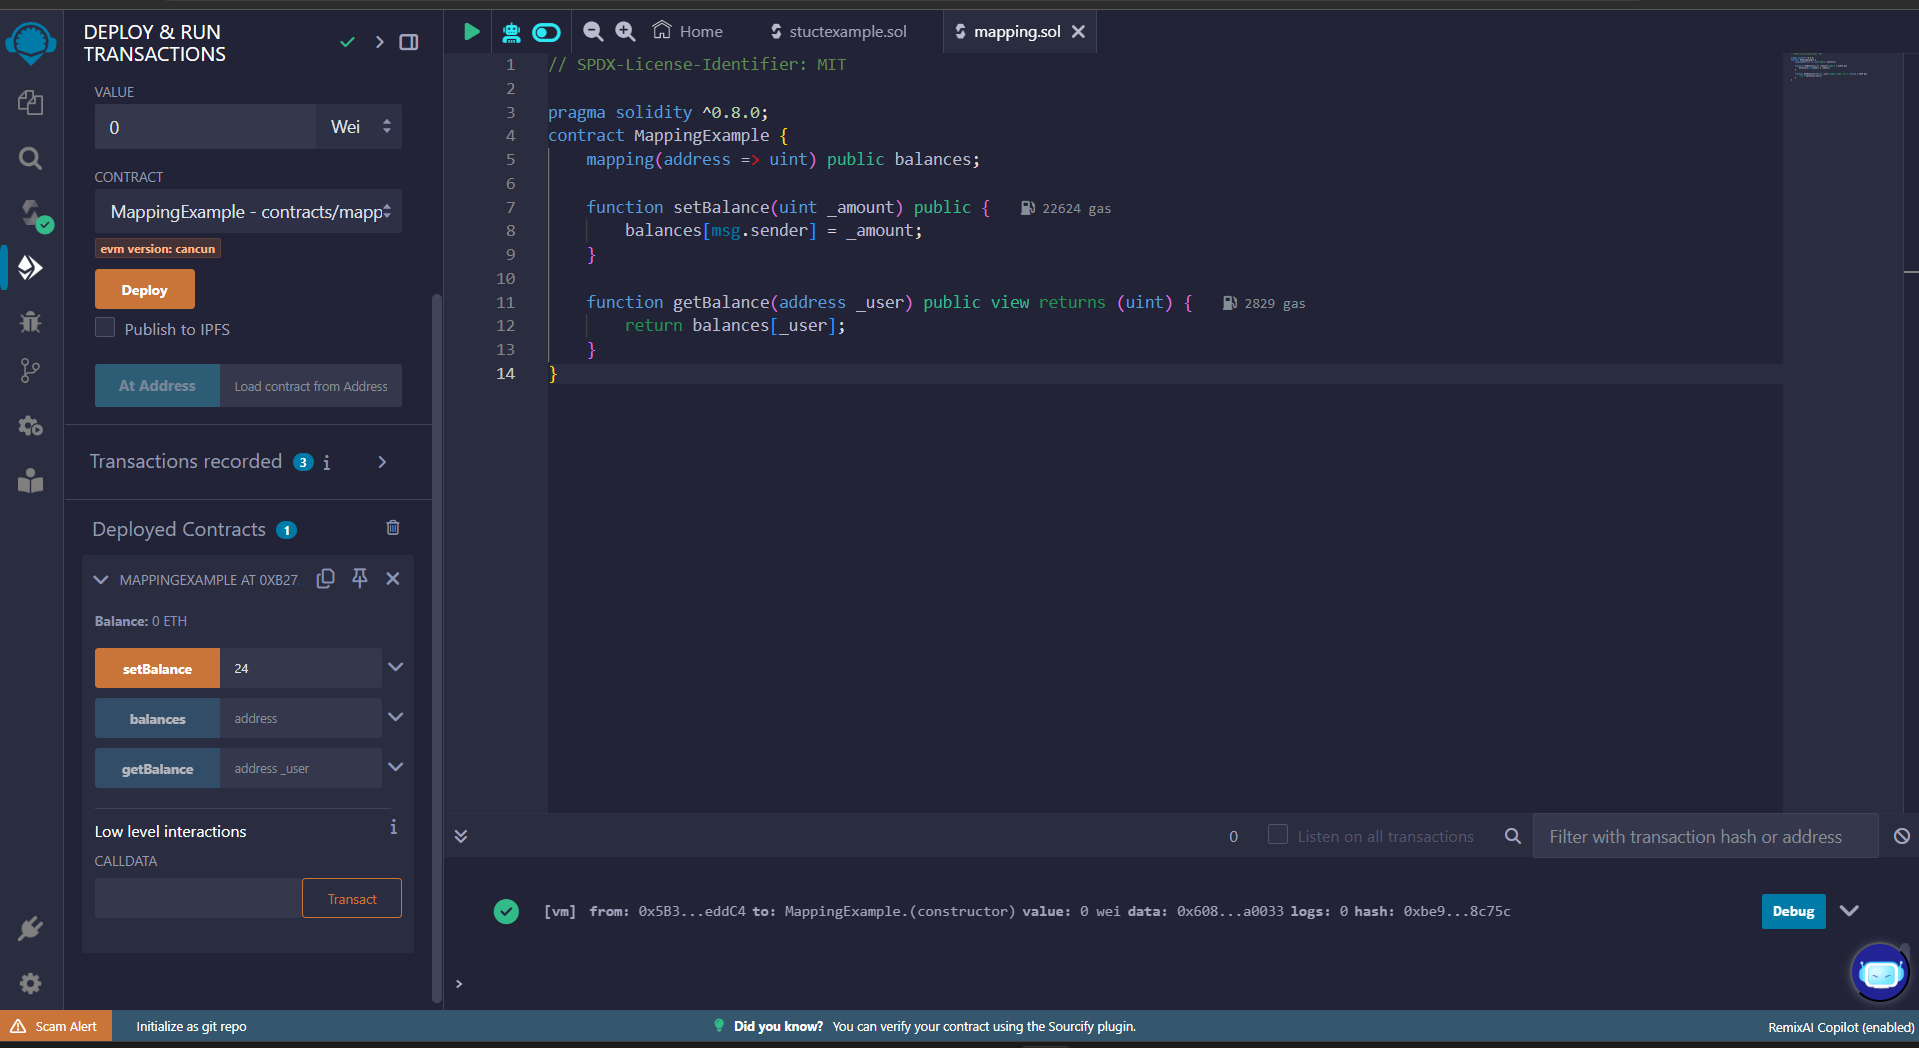 DEPLOY & RUN
TRANSACTIONS
VALUE
0
Wei
CONTRACT
MappingExample - contracts/mapp
evm version: cancun
Deploy
Publish to IPFS
At Address
Load contract from Address
Transactions recorded 3 i
Deployed Contracts 1
MAPPINGEXAMPLE AT 0XB27
Balance: 0 ETH
setBalance 24
balances address
getBalance address _user
Low level interactions i
CALLDATA
Transact
Home
stuctexample.sol
mapping.sol
1 // SPDX-License-Identifier: MIT
2
3 pragma solidity ^0.8.0;
4 contract MappingExample {
5 mapping(address => uint) public balances;
6
7 function setBalance(uint _amount) public { 22624 gas
8 balances[msg.sender] = _amount;
9 }
10
11 function getBalance(address _user) public view returns (uint) { 2829 gas
12 return balances[_user];
13 }
14 }
0
Listen on all transactions
Filter with transaction hash or address
[vm] from: 0x5B3...eddC4 to: MappingExample.(constructor) value: 0 wei data: 0x608...a0033 logs: 0 hash: 0xbe9...8c75c
Debug
>
Scam Alert
Initialize as git repo
Did you know? You can verify your contract using the Sourcify plugin.
RemixAI Copilot (enabled)